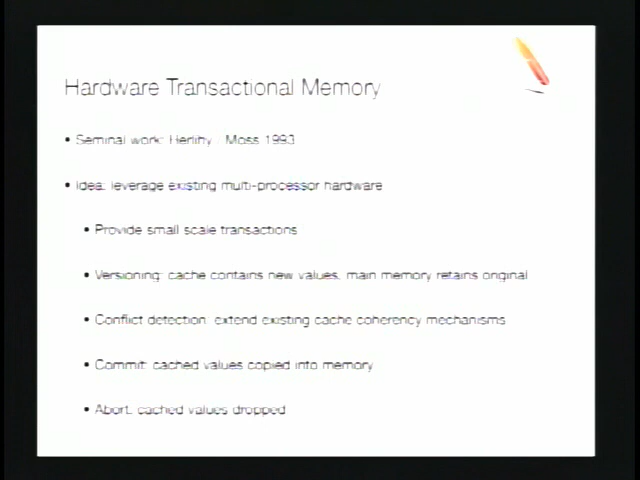 Hardware Transactional Memory
• Seminal work: Herlihy / Moss 1993
• Idea: leverage existing multi-processor hardware
• Provide small scale transactions
• Versioning: cache contains new values, main memory retains original
• Conflict detection: extend existing cache coherency mechanisms
• Commit: cached values copied into memory
• Abort: cached values dropped